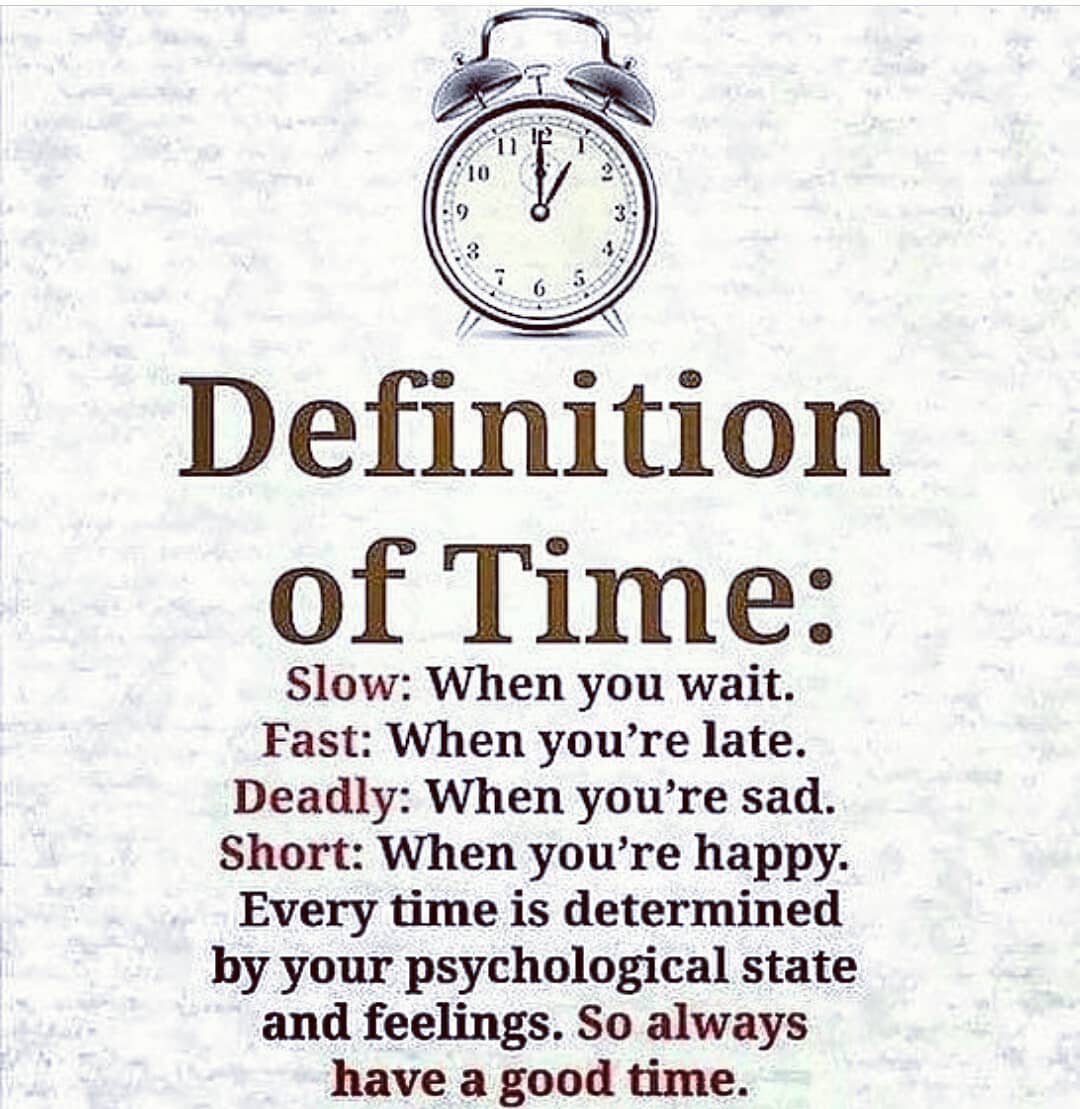 12
11 1
10 2
9 3
8 4
7 5
6
Definition
of Time:
Slow: When you wait.
Fast: When you’re late.
Deadly: When you’re sad.
Short: When you’re happy.
Every time is determined
by your psychological state
and feelings. So always
have a good time.